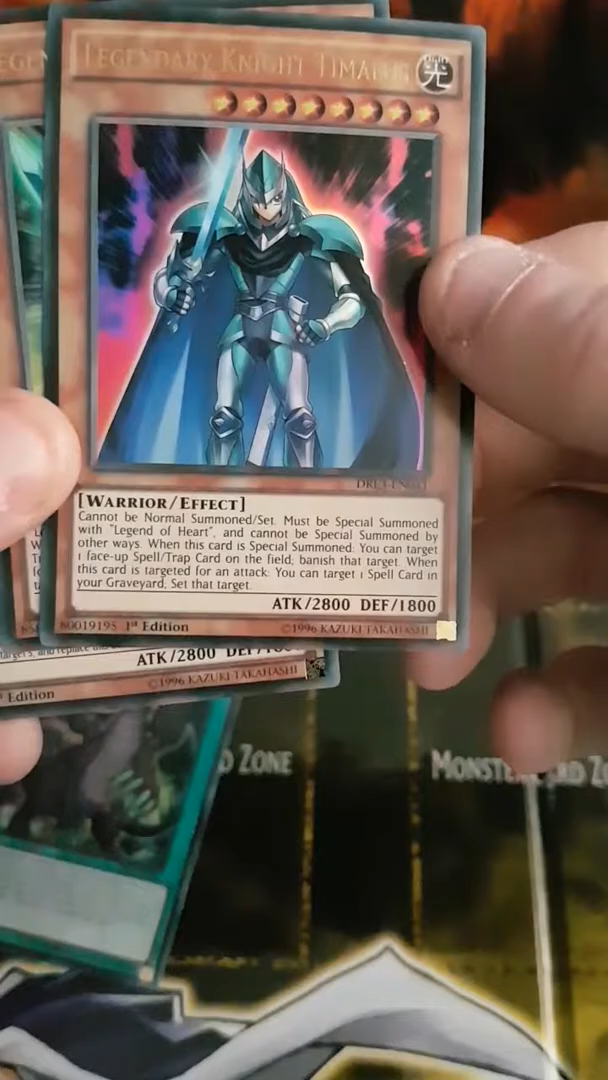 LEGENDARY KNIGHT TIMAEUS
LIGHT
光
[WARRIOR/EFFECT]
Cannot be Normal Summoned/Set. Must be Special Summoned
with "Legend of Heart", and cannot be Special Summoned by
other ways. When this card is Special Summoned: You can target
1 face-up Spell/Trap Card on the field; banish that target. When
this card is targeted for an attack: You can target 1 Spell Card in
your Graveyard; Set that target.
ATK/2800 DEF/1800
80019195 1st Edition
©1996 KAZUKI TAKAHASHI
ATK/2800
Edition
©1996 KAZUKI TAKAHASHI
ZONE